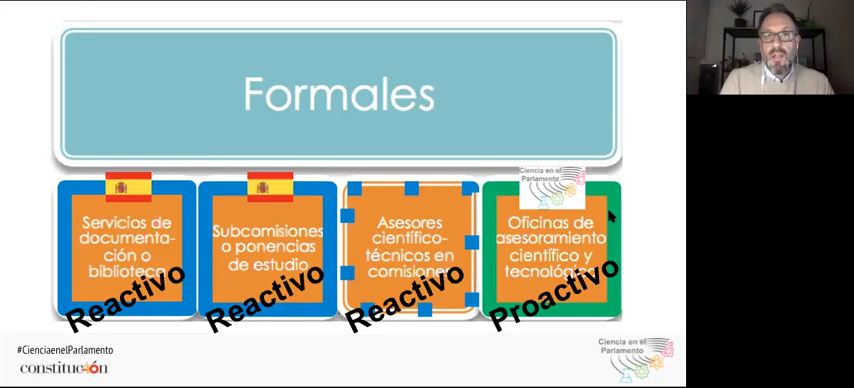 Formales
Ciencia en el
Parlamento
Servicios de
documenta-
ción o
biblioteca
Reactivo
Subcomisiones
o ponencias
de estudio
Reactivo
Asesores
científico-
técnicos en
comisiones
Reactivo
Oficinas de
asesoramiento
científico y
tecnológico
Proactivo
#CienciaenelParlamento
constitución
Ciencia en el
Parlamento